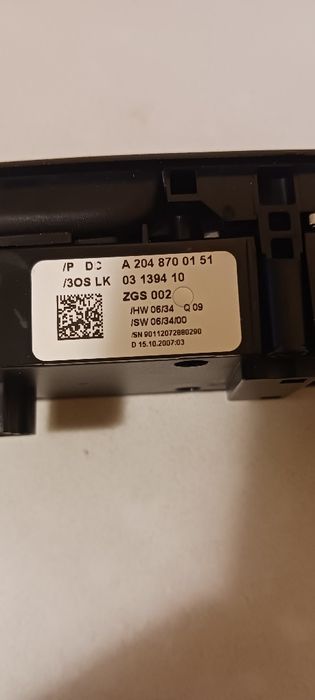 /P DC A 204 870 01 51
/3OS LK 03 1394 10
ZGS 002
/HW 06/34 Q 09
/SW 06/34/00
/SN 90112072880290
D 15.10.2007:03